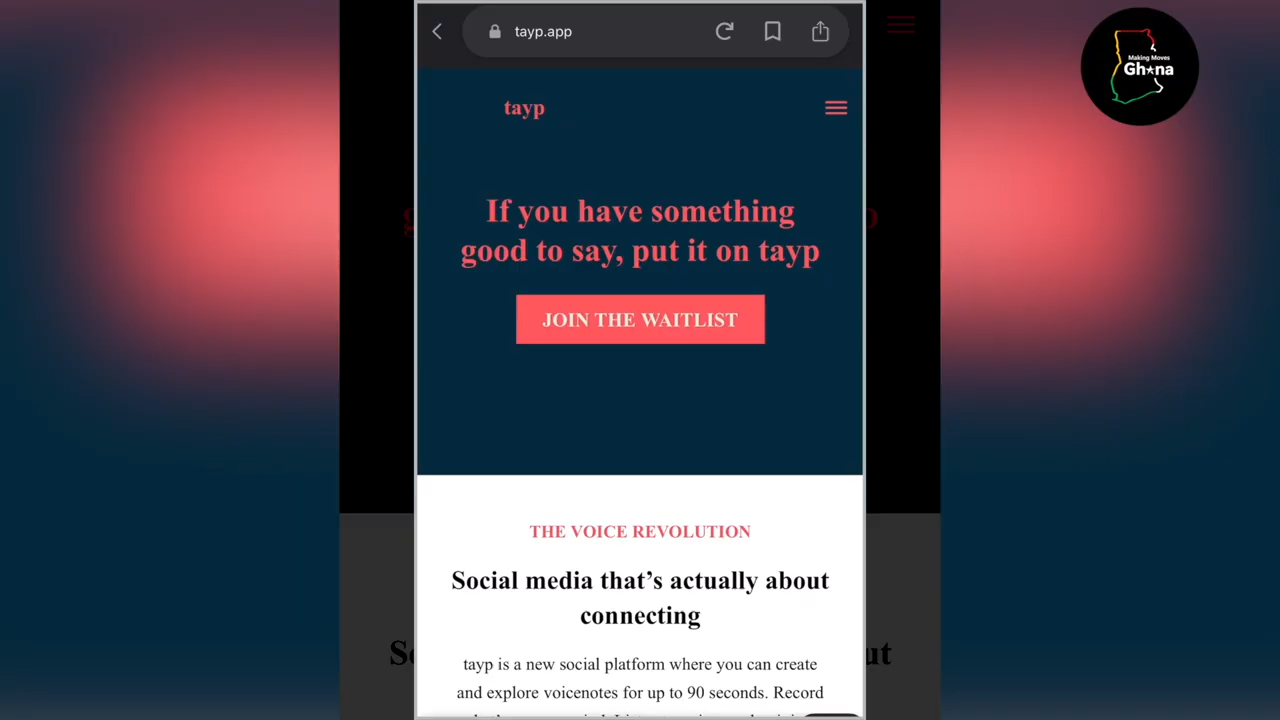 tayp.app
Making Moves
Gh★na
tayp
If you have something
good to say, put it on tayp
JOIN THE WAITLIST
THE VOICE REVOLUTION
Social media that’s actually about
connecting
tayp is a new social platform where you can create
and explore voicenotes for up to 90 seconds. Record